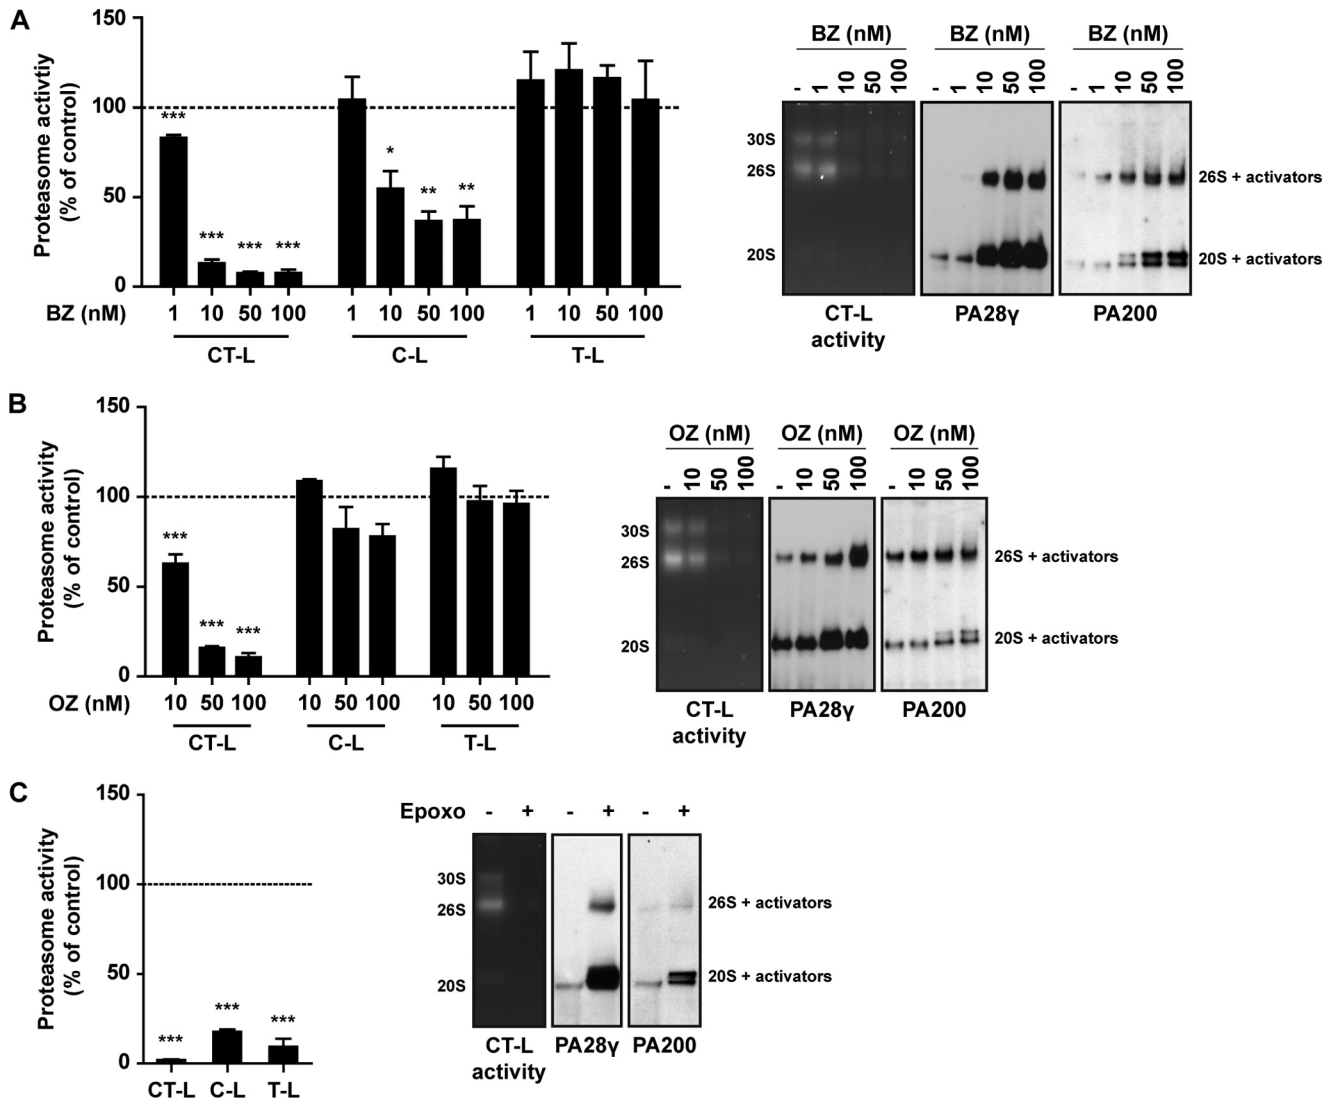 A
Proteasome activtiy
(% of control)
150
100
50
0
***
***
***
***
*
**
**
BZ (nM)
1 10 50 100
1 10 50 100
1 10 50 100
CT-L
C-L
T-L
BZ (nM)
BZ (nM)
BZ (nM)
- 1 10 50 100
- 1 10 50 100
- 1 10 50 100
30S
26S
20S
26S + activators
20S + activators
CT-L
activity
PA28γ
PA200
B
Proteasome activity
(% of control)
150
100
50
0
***
***
***
OZ (nM)
10 50 100
10 50 100
10 50 100
CT-L
C-L
T-L
OZ (nM)
OZ (nM)
OZ (nM)
- 10 50 100
- 10 50 100
- 10 50 100
30S
26S
20S
26S + activators
20S + activators
CT-L
activity
PA28γ
PA200
C
Proteasome activity
(% of control)
150
100
50
0
***
***
***
CT-L C-L T-L
Epoxo - + - + - +
30S
26S
20S
26S + activators
20S + activators
CT-L
activity
PA28γ
PA200